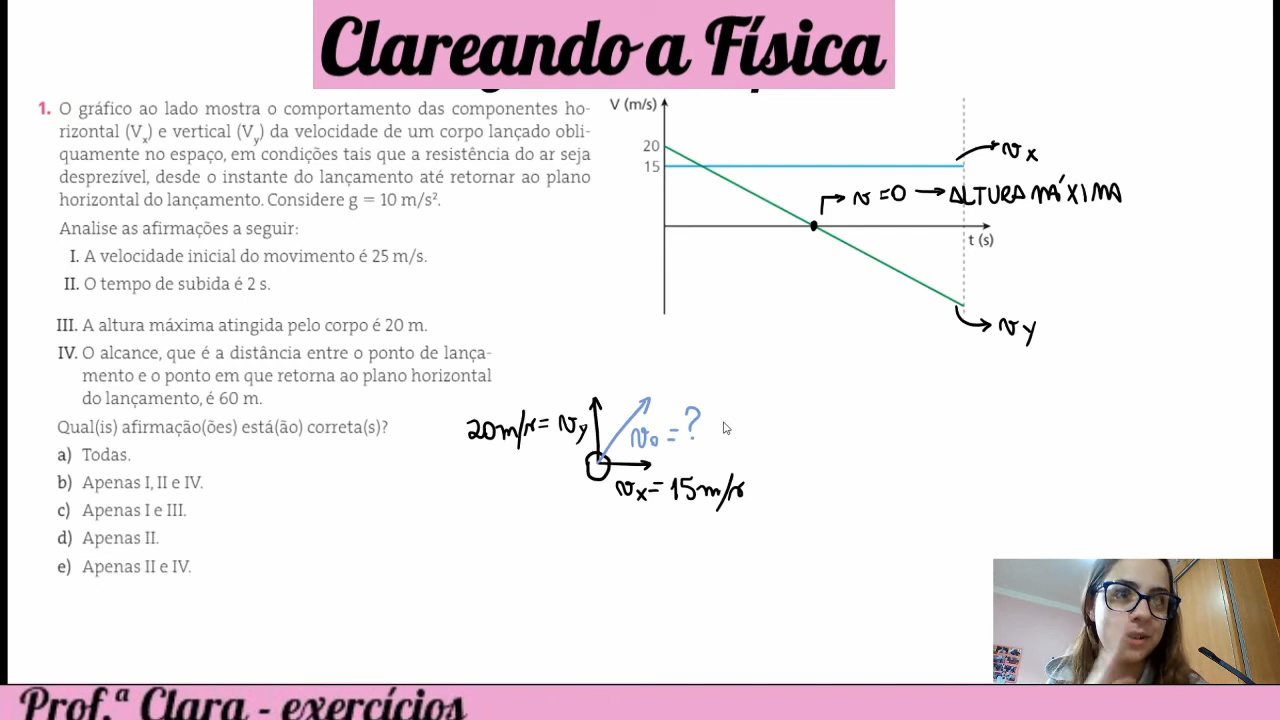 Clareando a Física
1. O gráfico ao lado mostra o comportamento das componentes ho-
rizontal (Vx) e vertical (Vy) da velocidade de um corpo lançado obli-
quamente no espaço, em condições tais que a resistência do ar seja
desprezível, desde o instante do lançamento até retornar ao plano
horizontal do lançamento. Considere g = 10 m/s².
Analise as afirmações a seguir:
I. A velocidade inicial do movimento é 25 m/s.
II. O tempo de subida é 2 s.
III. A altura máxima atingida pelo corpo é 20 m.
IV. O alcance, que é a distância entre o ponto de lança-
mento e o ponto em que retorna ao plano horizontal
do lançamento, é 60 m.
Qual(is) afirmação(ões) está(ão) correta(s)?
a) Todas.
b) Apenas I, II e IV.
c) Apenas I e III.
d) Apenas II.
e) Apenas II e IV.
V (m/s)
20
15
vx
v=0 → ALTURA MÁXIMA
t (s)
vy
20m/s = vy
v₀ = ?
vx = 15m/s
Prof.ª Clara - exercícios